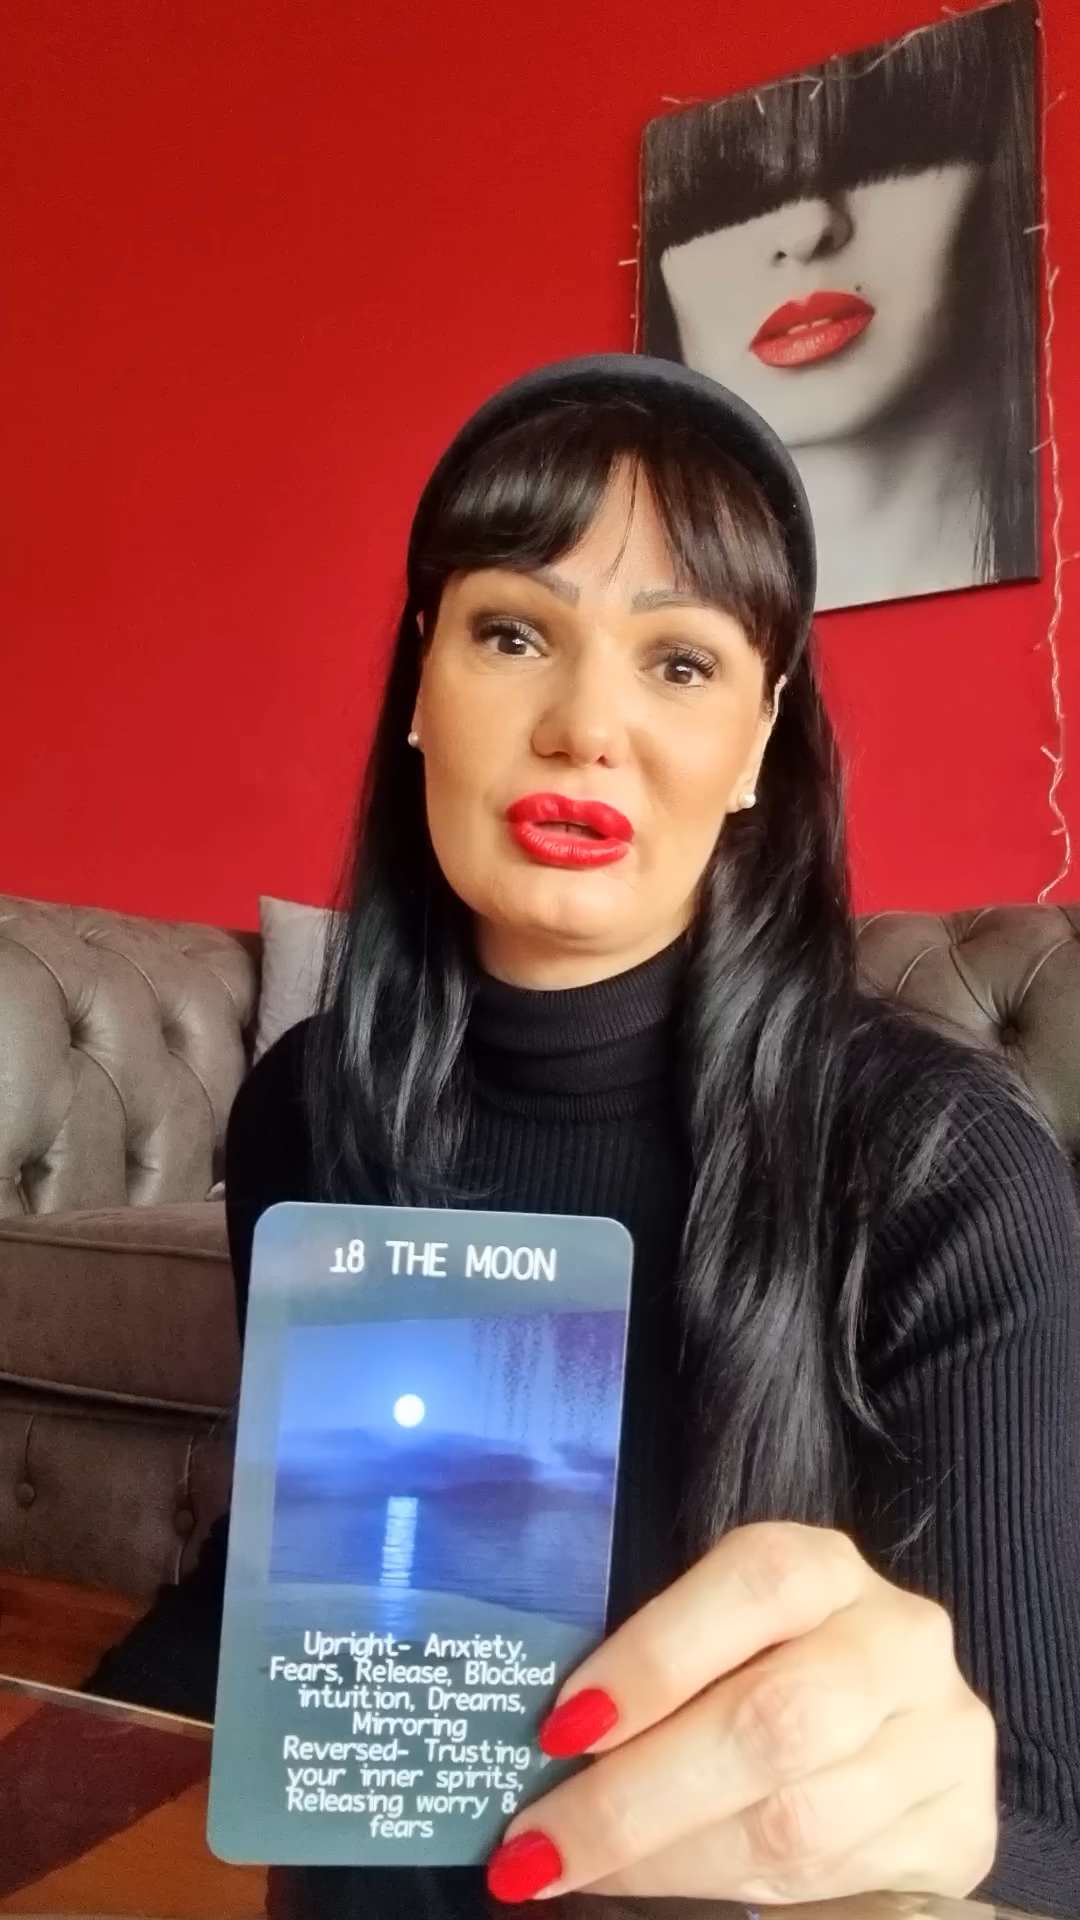 18 THE MOON
Upright- Anxiety,
Fears, Release, Blocked
intuition, Dreams,
Mirroring
Reversed- Trusting
your inner spirits,
Releasing worry &
fears